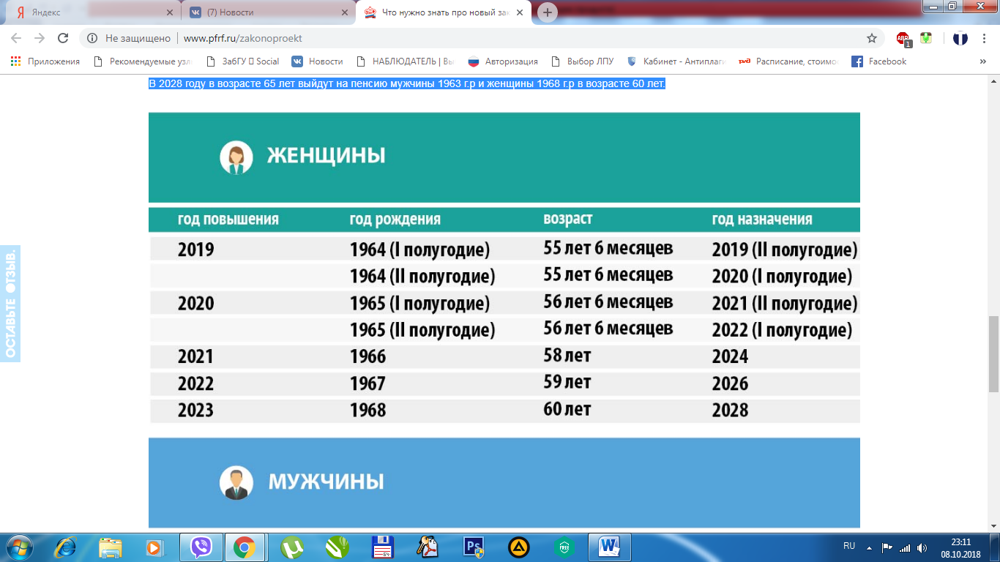 Яндекс
(7) Новости
Что нужно знать про новый зак
Не защищено www.pfrf.ru/zakonoproekt
ABP 1
Приложения Рекомендуемые узл ЗабГУ Social Новости НАБЛЮДАТЕЛЬ | Вы Авторизация Выбор ЛПУ Кабинет - Антиплаги Расписание, стоимос Facebook »
В 2028 году в возрасте 65 лет выйдут на пенсию мужчины 1963 г.р и женщины 1968 г.р в возрасте 60 лет.
ЖЕНЩИНЫ
год повышения год рождения возраст год назначения
2019 1964 (I полугодие) 55 лет 6 месяцев 2019 (II полугодие)
1964 (II полугодие) 55 лет 6 месяцев 2020 (I полугодие)
2020 1965 (I полугодие) 56 лет 6 месяцев 2021 (II полугодие)
1965 (II полугодие) 56 лет 6 месяцев 2022 (I полугодие)
2021 1966 58 лет 2024
2022 1967 59 лет 2026
2023 1968 60 лет 2028
МУЖЧИНЫ
ОСТАВЬТЕ ОТЗЫВ.
RU
23:11
08.10.2018